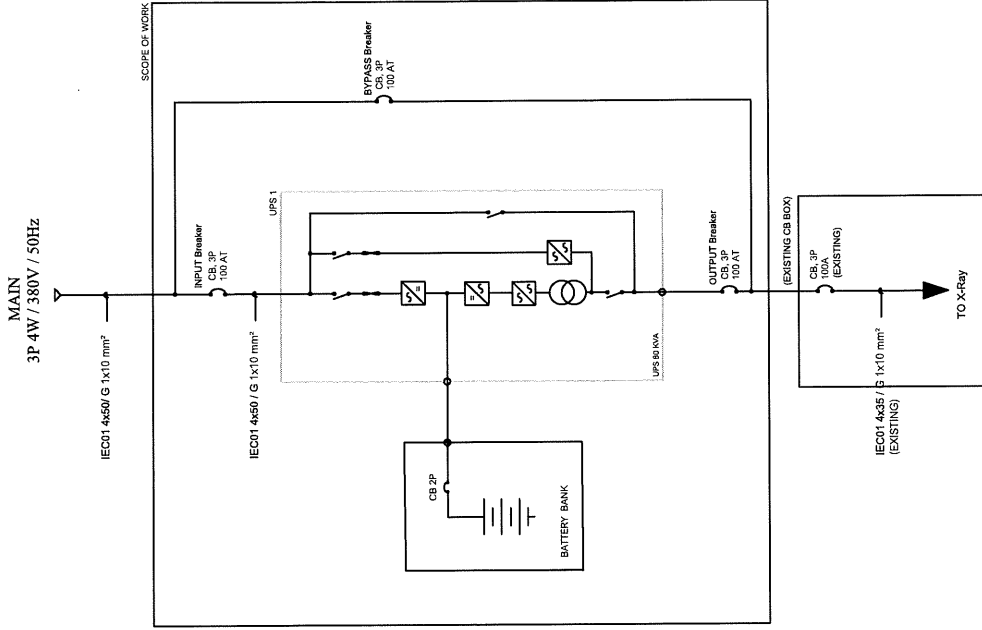 MAIN
3P 4W / 380V / 50Hz
SCOPE OF WORK
BYPASS Breaker
CB, 3P
100 AT
INPUT Breaker
CB, 3P
100 AT
IEC01 4x50/ G 1x10 mm²
IEC01 4x50 / G 1x10 mm²
UPS 1
UPS 80 KVA
CB 2P
BATTERY BANK
OUTPUT Breaker
CB, 3P
100 AT
(EXISTING CB BOX)
CB, 3P
100A
(EXISTING)
IEC01 4x35 / G 1x10 mm²
(EXISTING)
TO X-Ray